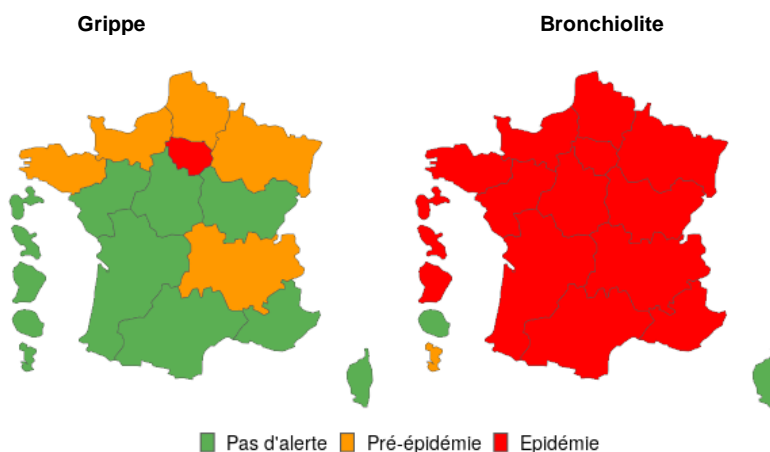 Grippe
Bronchiolite
Pas d'alerte
Pré-épidémie
Epidémie